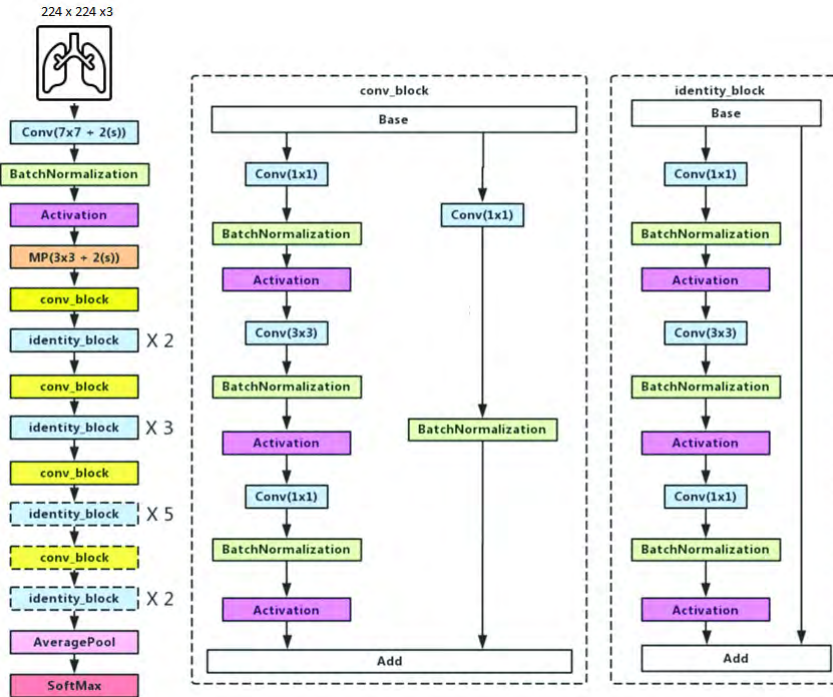 224 x 224 x3
Conv(7x7 + 2(s))
BatchNormalization
Activation
MP(3x3 + 2(s))
conv_block
identity_block X 2
conv_block
identity_block X 3
conv_block
identity_block X 5
conv_block
identity_block X 2
AveragePool
SoftMax
conv_block
Base
Conv(1x1)
BatchNormalization
Activation
Conv(3x3)
BatchNormalization
Activation
Conv(1x1)
BatchNormalization
Activation
Conv(1x1)
BatchNormalization
Add
identity_block
Base
Conv(1x1)
BatchNormalization
Activation
Conv(3x3)
BatchNormalization
Activation
Conv(1x1)
BatchNormalization
Activation
Add